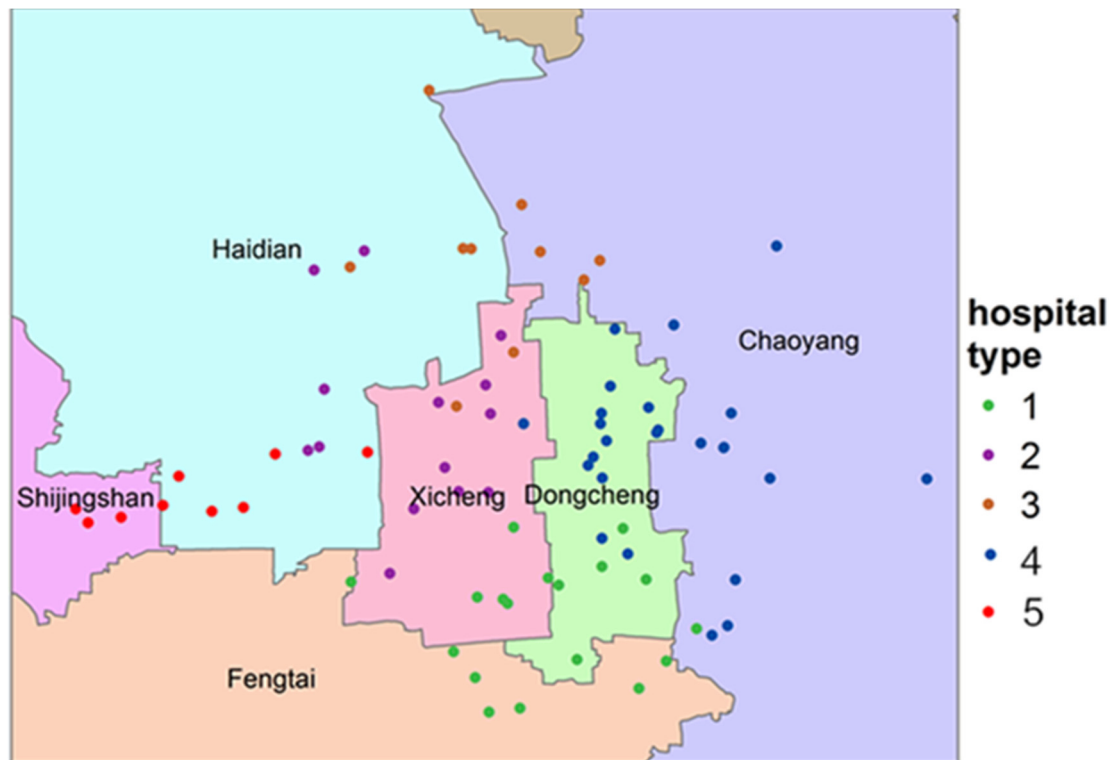 Haidian
Chaoyang
Shijingshan
Xicheng
Dongcheng
Fengtai
hospital
type
1
2
3
4
5